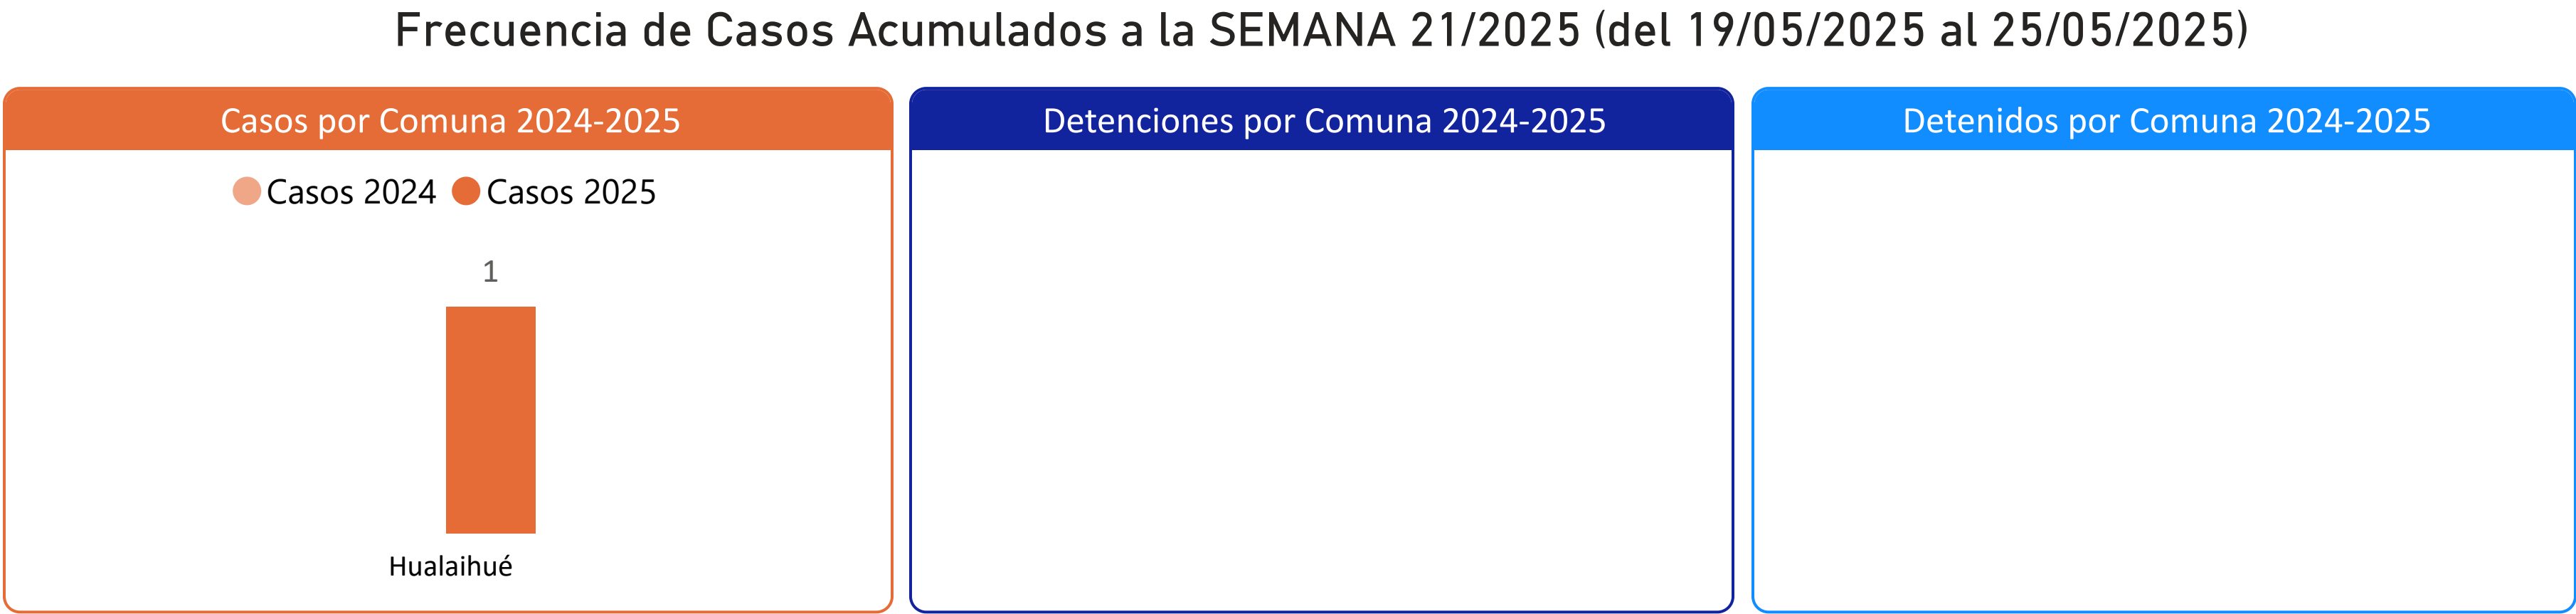 Frecuencia de Casos Acumulados a la SEMANA 21/2025 (del 19/05/2025 al 25/05/2025)
Casos por Comuna 2024-2025
Casos 2024 Casos 2025
1
Hualaihué
Detenciones por Comuna 2024-2025
Detenidos por Comuna 2024-2025